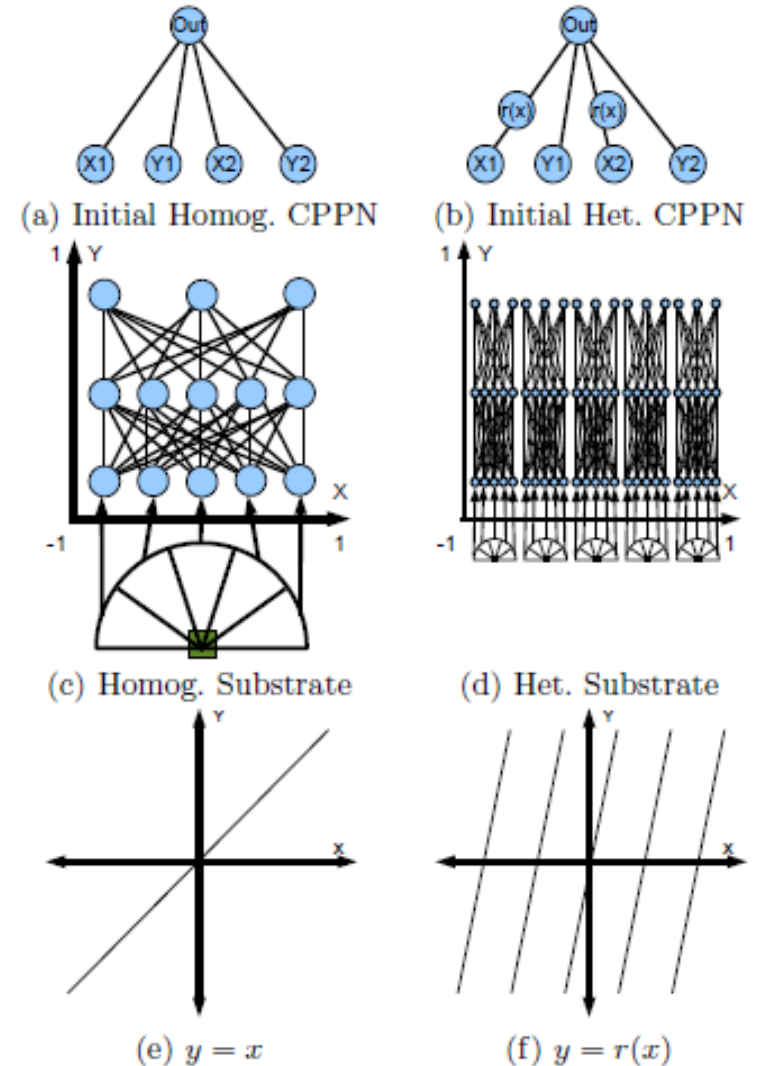 Out
X1 Y1 X2 Y2
(a) Initial Homog. CPPN
Out
r(x) r(x)
X1 Y1 X2 Y2
(b) Initial Het. CPPN
1 Y
X
-1 1
(c) Homog. Substrate
1 Y
X
-1 1
(d) Het. Substrate
Y
X
(e) y = x
Y
X
(f) y = r(x)